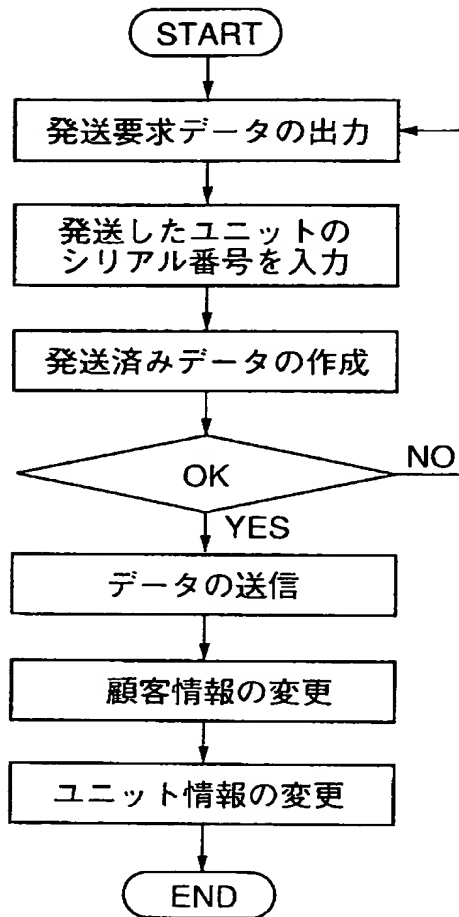 START
発送要求データの出力
発送したユニットの
シリアル番号を入力
発送済みデータの作成
OK
NO
YES
データの送信
顧客情報の変更
ユニット情報の変更
END